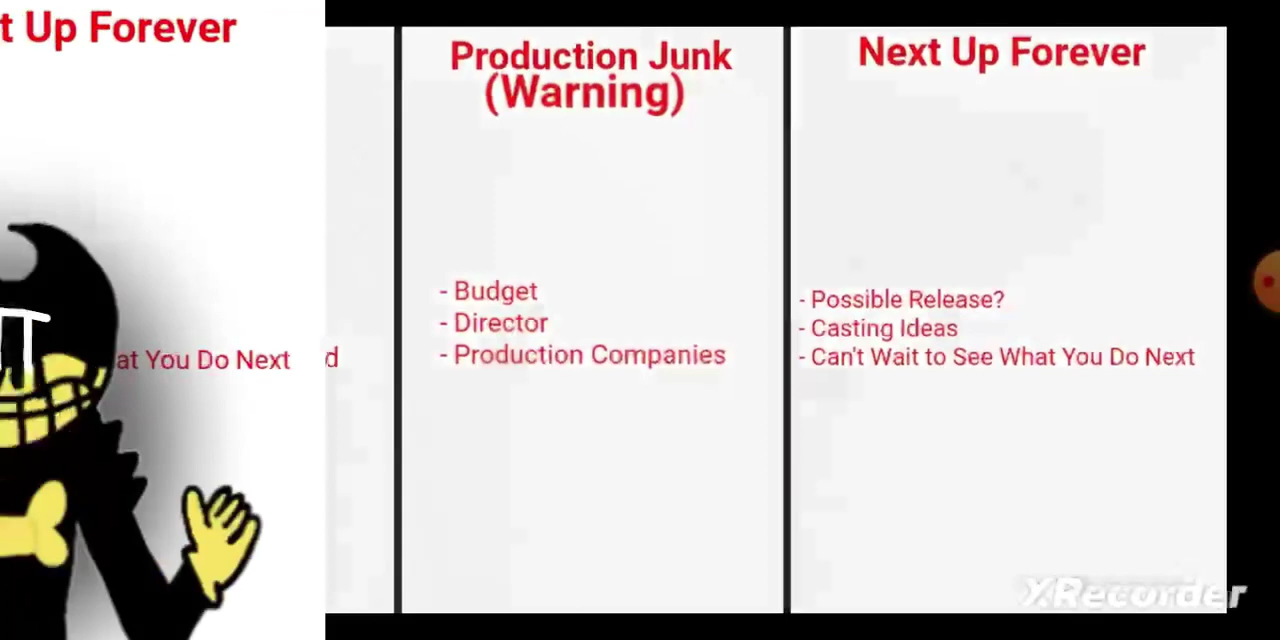 t Up Forever
at You Do Next
d
Production Junk
(Warning)
- Budget
- Director
- Production Companies
Next Up Forever
- Possible Release?
- Casting Ideas
- Can't Wait to See What You Do Next
XRecorder